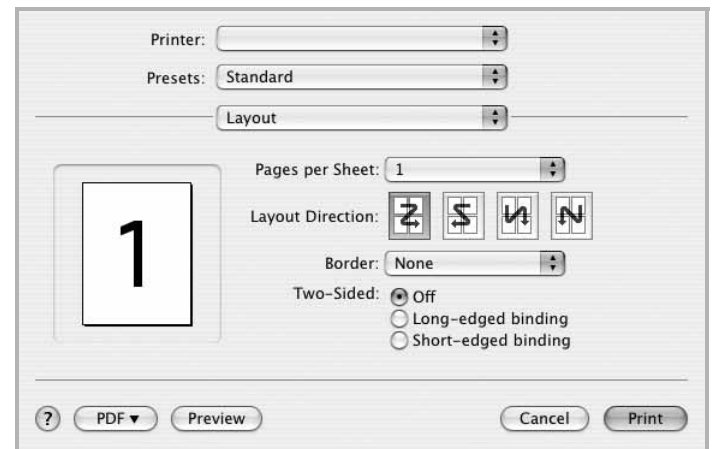 Printer:
Presets: Standard
Layout
Pages per Sheet: 1
1
Layout Direction:
Border: None
Two-Sided: Off
Long-edged binding
Short-edged binding
? PDF▼ Preview Cancel Print